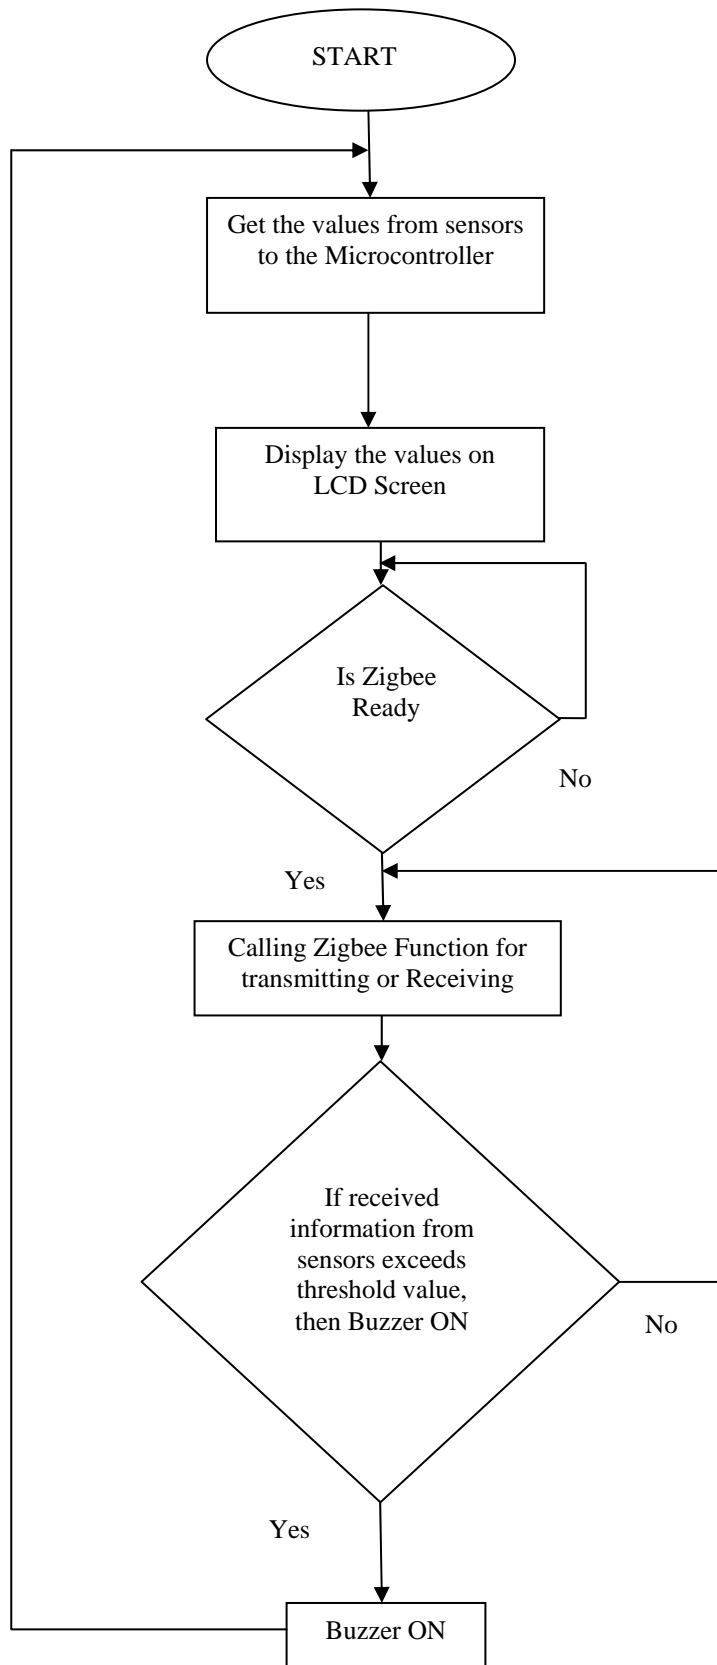 START
Get the values from sensors
to the Microcontroller
Display the values on
LCD Screen
Is Zigbee
Ready
No
Yes
Calling Zigbee Function for
transmitting or Receiving
If received
information from
sensors exceeds
threshold value,
then Buzzer ON
No
Yes
Buzzer ON